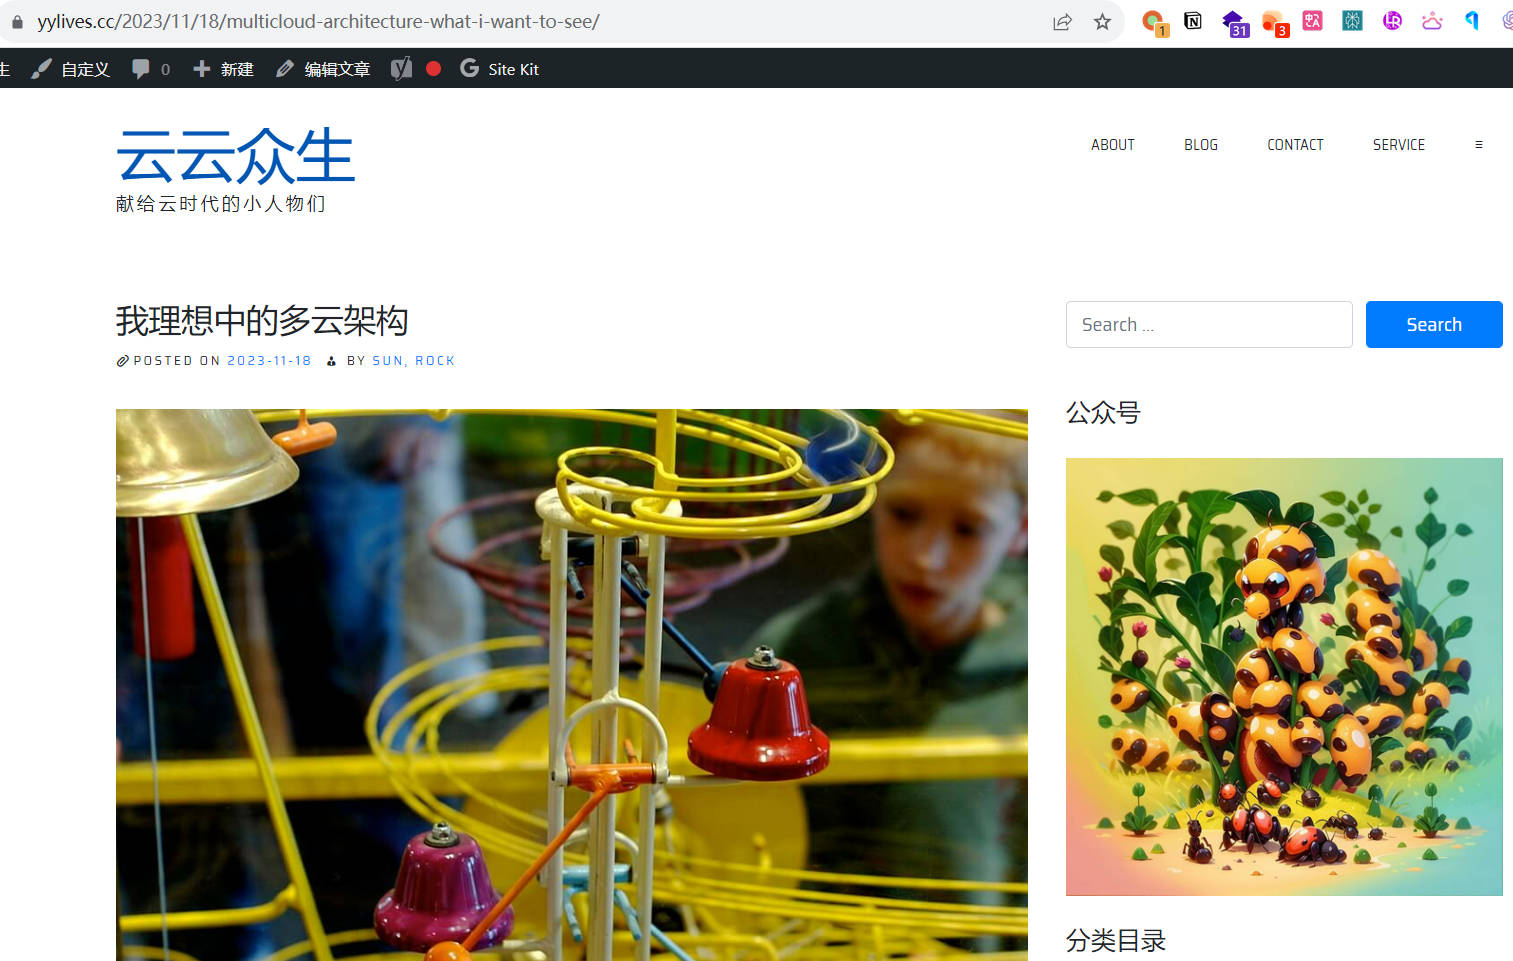 yylives.cc/2023/11/18/multicloud-architecture-what-i-want-to-see/
1 31 3
生 自定义 0 新建 编辑文章 Site Kit
云云众生
献给云时代的小人物们
ABOUT BLOG CONTACT SERVICE
我理想中的多云架构
POSTED ON 2023-11-18 BY SUN, ROCK
Search ... Search
公众号
分类目录